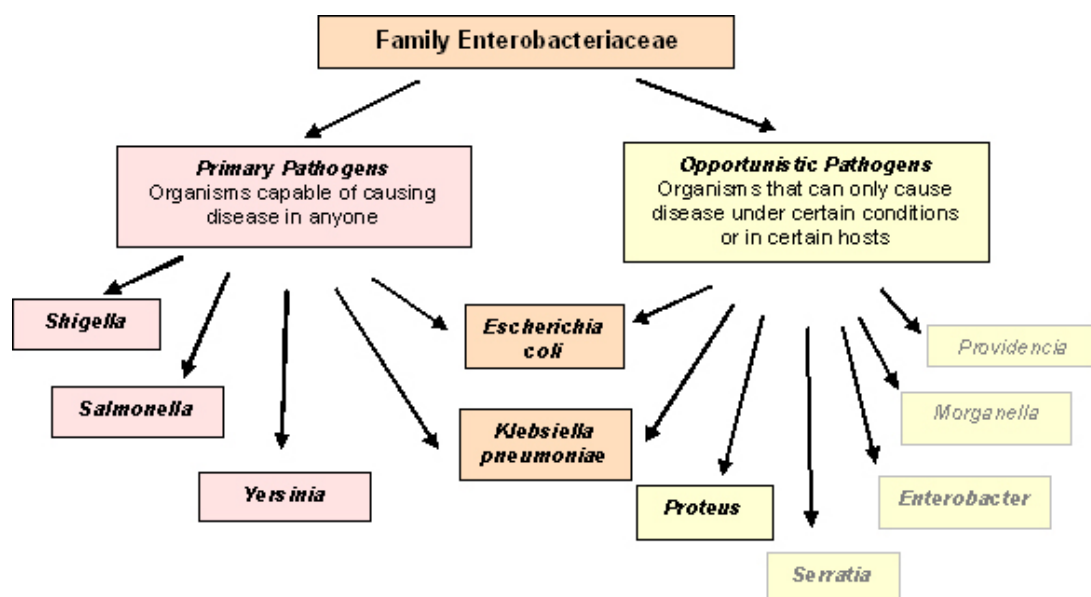 Family Enterobacteriaceae
Primary Pathogens
Organisms capable of causing
disease in anyone
Opportunistic Pathogens
Organisms that can only cause
disease under certain conditions
or in certain hosts
Shigella
Salmonella
Yersinia
Escherichia
coli
Klebsiella
pneumoniae
Proteus
Serratia
Enterobacter
Morganella
Providencia